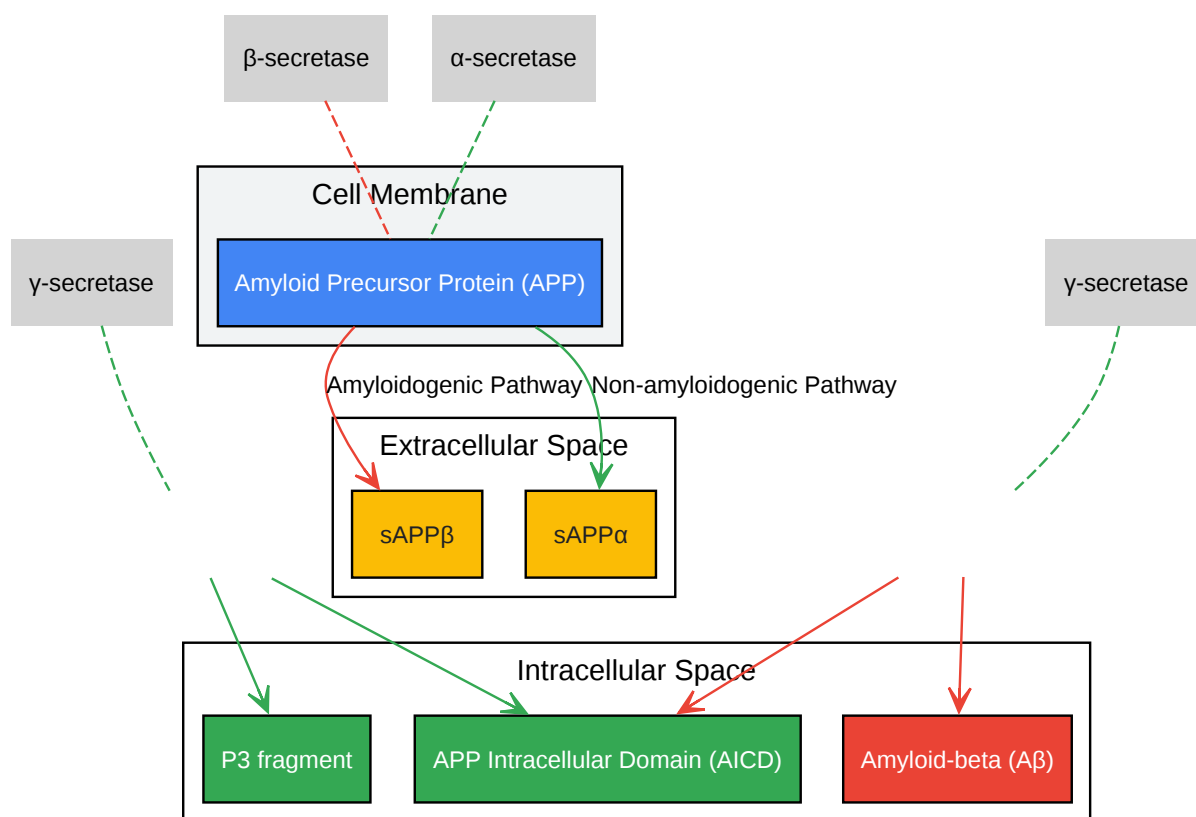 β-secretase
α-secretase
Cell Membrane
γ-secretase
Amyloid Precursor Protein (APP)
γ-secretase
Amyloidogenic Pathway
Non-amyloidogenic Pathway
Extracellular Space
sAPPβ
sAPPα
Intracellular Space
P3 fragment
APP Intracellular Domain (AICD)
Amyloid-beta (Aβ)